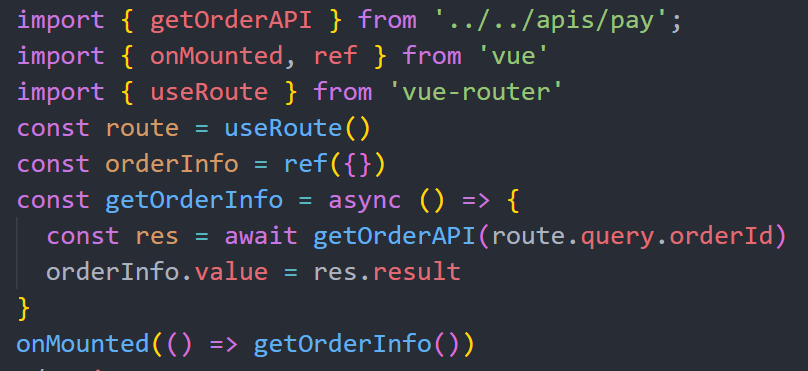 import { getOrderAPI } from '../../apis/pay';
import { onMounted, ref } from 'vue'
import { useRoute } from 'vue-router'
const route = useRoute()
const orderInfo = ref({})
const getOrderInfo = async () => {
  const res = await getOrderAPI(route.query.orderId)
  orderInfo.value = res.result
}
onMounted(() => getOrderInfo())